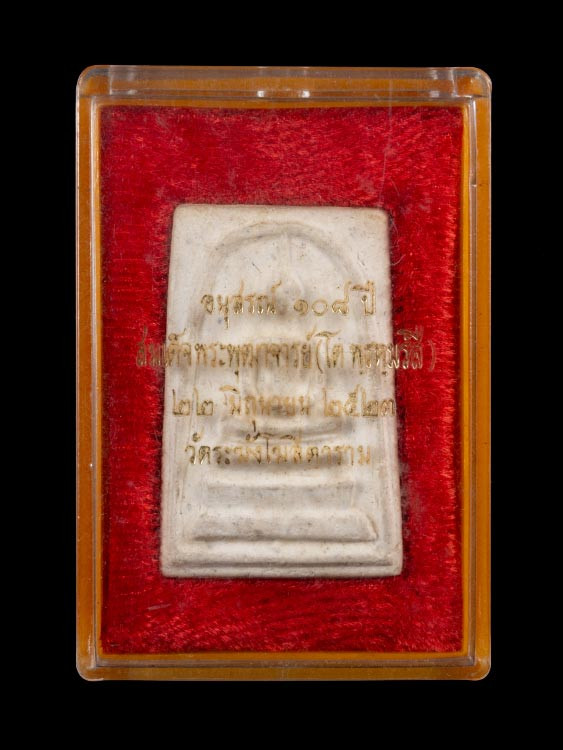 อนุสรณ์ ๑๐๘ ปี
สมเด็จพระพุฒาจารย์ (โต พฺรหฺมรํสี)
๒๒ มิถุนายน ๒๕๒๓
วัดระฆังโฆสิตาราม